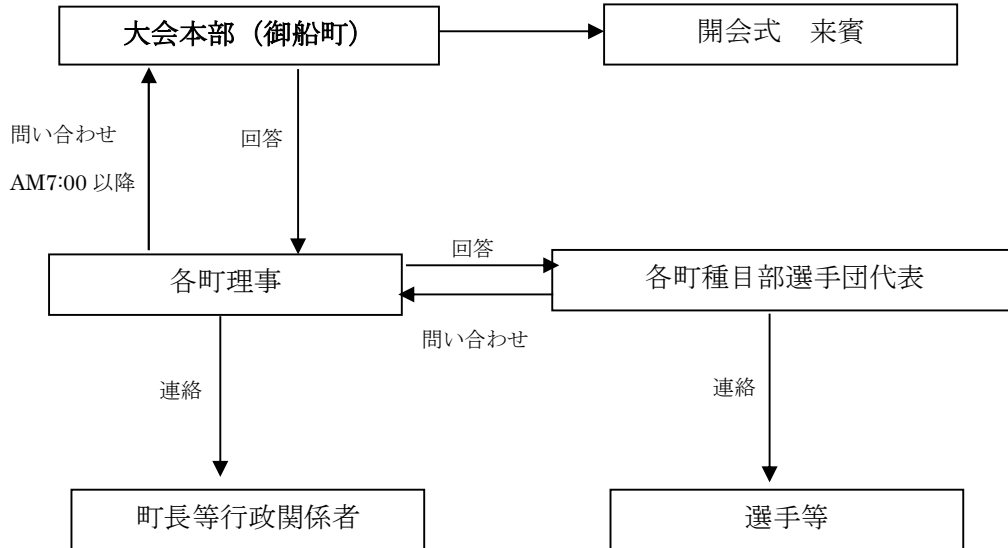 大会本部（御船町）
開会式　来賓
問い合わせ
AM7:00 以降
回答
各町理事
回答
各町種目部選手団代表
問い合わせ
連絡
連絡
町長等行政関係者
選手等